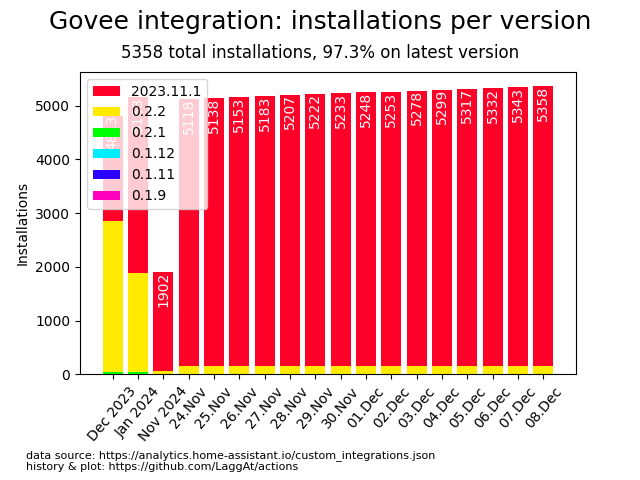 Govee integration: installations per version
5358 total installations, 97.3% on latest version
Installations
5000
4000
3000
2000
1000
0
2023.11.1
0.2.2
0.2.1
0.1.12
0.1.11
0.1.9
1902
5118
5138
5153
5183
5207
5222
5233
5248
5253
5278
5299
5317
5332
5343
5358
Dec 2023
Jan 2024
Nov 2024
24.Nov
25.Nov
26.Nov
27.Nov
28.Nov
29.Nov
30.Nov
01.Dec
02.Dec
03.Dec
04.Dec
05.Dec
06.Dec
07.Dec
08.Dec
data source: https://analytics.home-assistant.io/custom_integrations.json
history & plot: https://github.com/LaggAt/actions